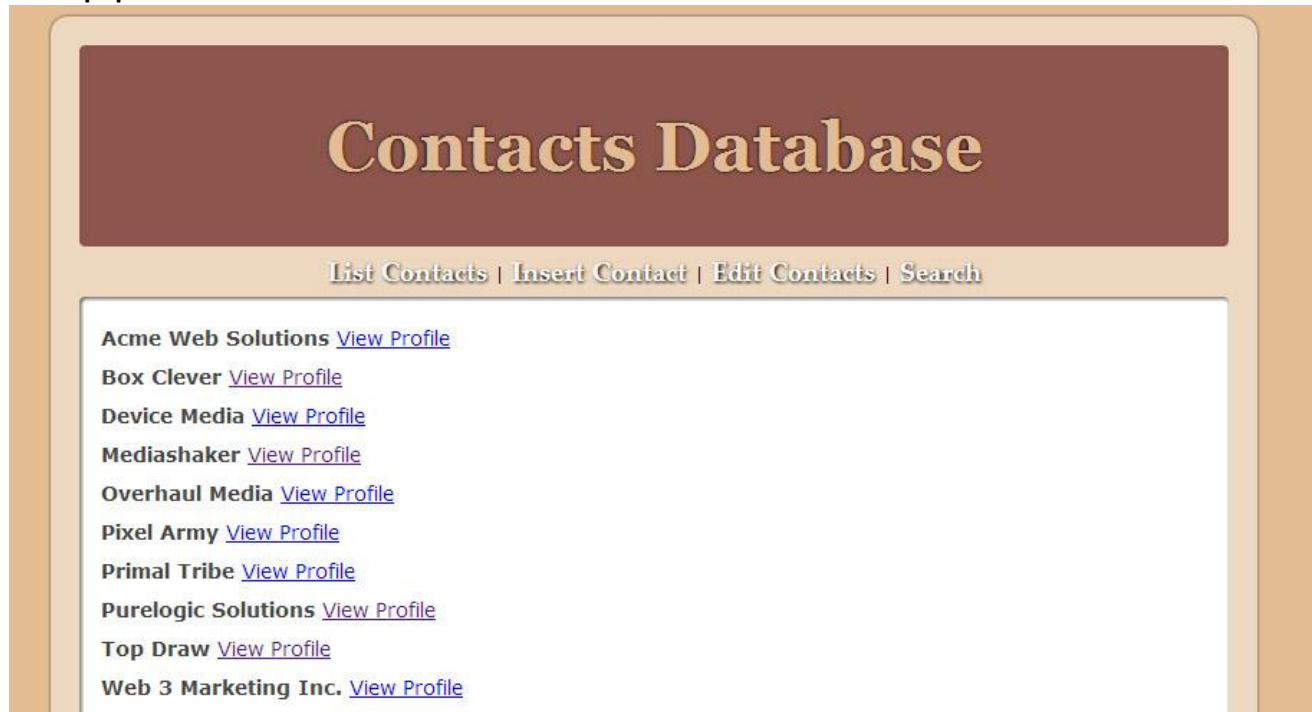 Contacts Database
List Contacts | Insert Contact | Edit Contacts | Search
Acme Web Solutions View Profile
Box Clever View Profile
Device Media View Profile
Mediashaker View Profile
Overhaul Media View Profile
Pixel Army View Profile
Primal Tribe View Profile
Purelogic Solutions View Profile
Top Draw View Profile
Web 3 Marketing Inc. View Profile